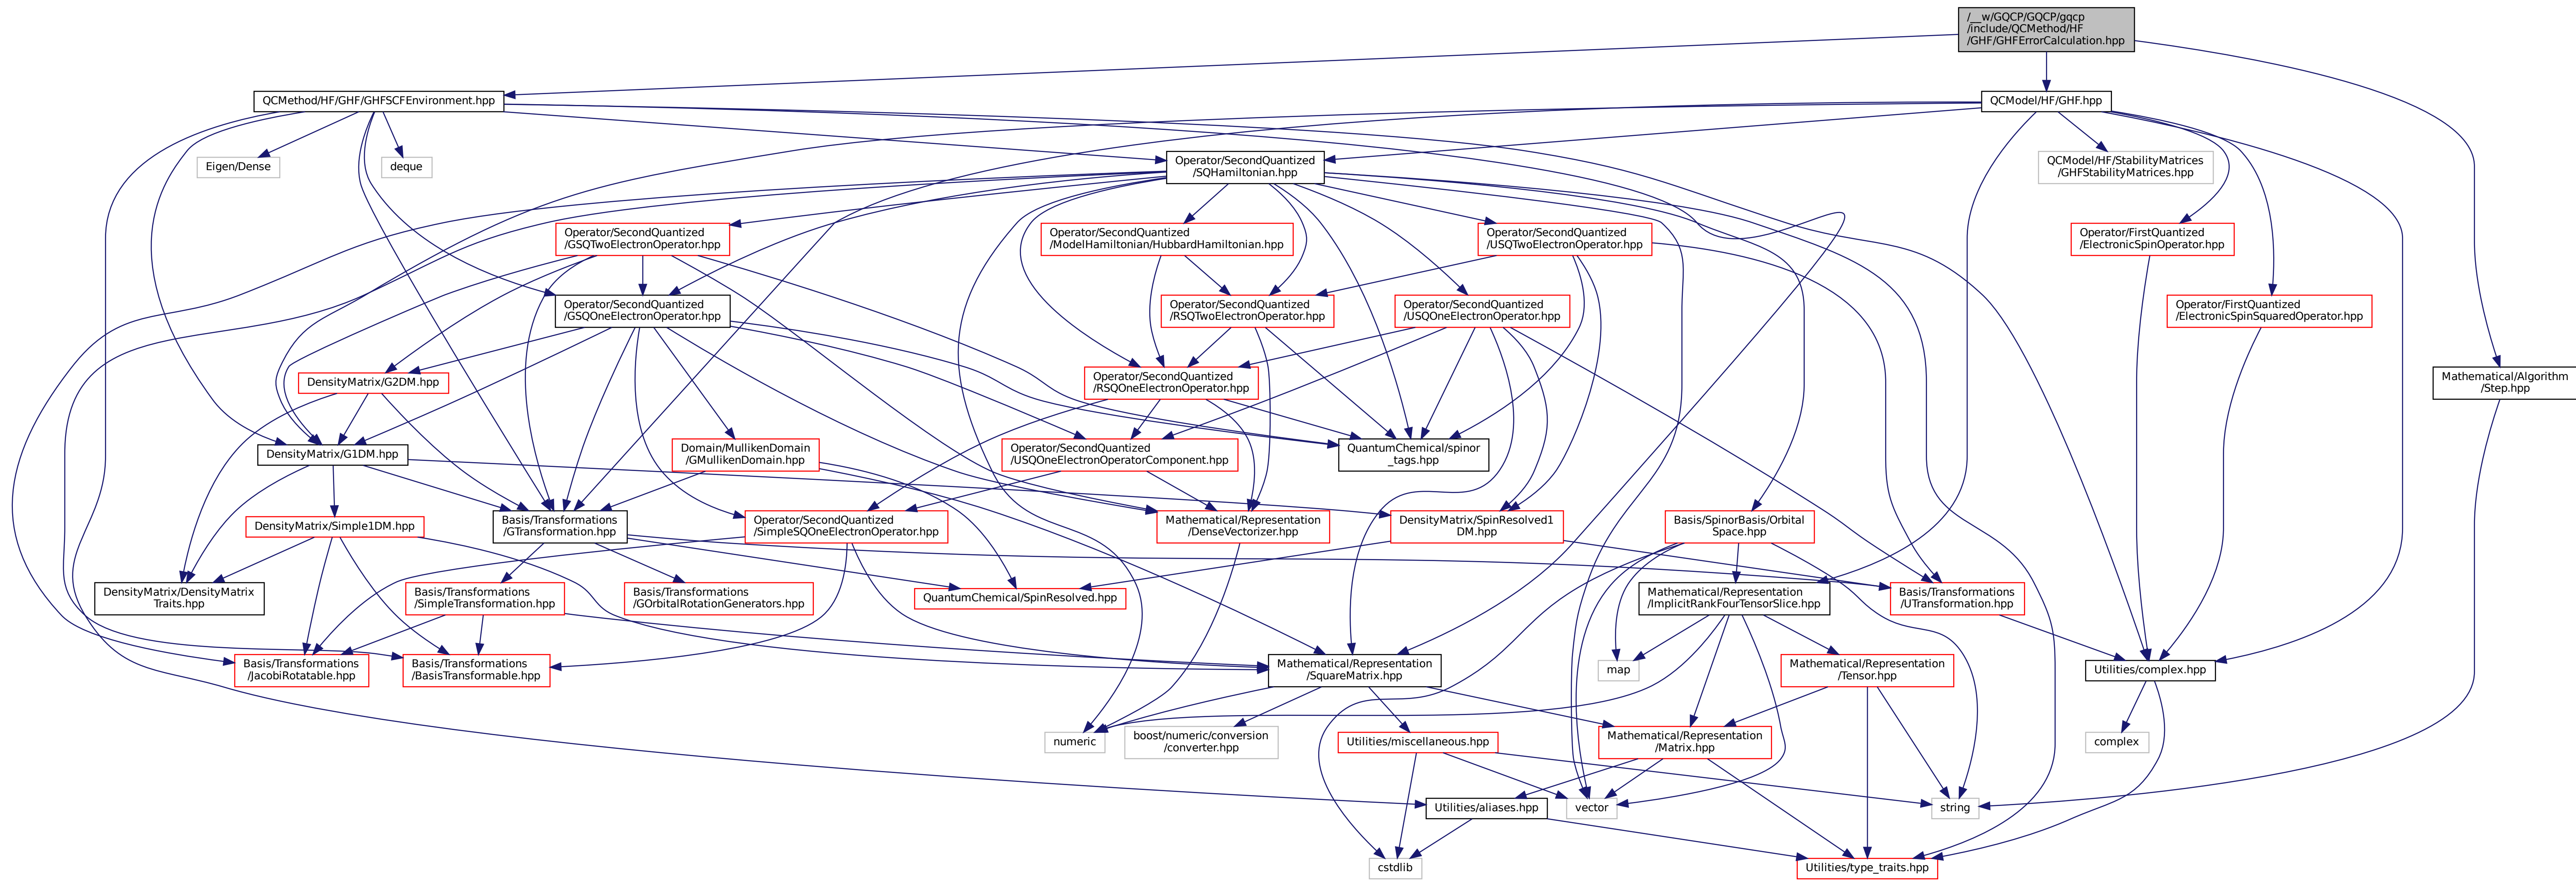 /__w/GQCP/GQCP/gqcp
/include/QCMethod/HF
/GHF/GHFErrorCalculation.hpp
QCMethod/HF/GHF/GHFSCFEnvironment.hpp
QCModel/HF/GHF.hpp
Eigen/Dense
deque
Operator/SecondQuantized
/SQHamiltonian.hpp
QCModel/HF/StabilityMatrices
/GHFStabilityMatrices.hpp
Operator/SecondQuantized
/GSQTwoElectronOperator.hpp
Operator/SecondQuantized
/ModelHamiltonian/HubbardHamiltonian.hpp
Operator/SecondQuantized
/USQTwoElectronOperator.hpp
Operator/FirstQuantized
/ElectronicSpinOperator.hpp
Operator/SecondQuantized
/GSQOneElectronOperator.hpp
Operator/SecondQuantized
/RSQTwoElectronOperator.hpp
Operator/SecondQuantized
/USQOneElectronOperator.hpp
Operator/FirstQuantized
/ElectronicSpinSquaredOperator.hpp
DensityMatrix/G2DM.hpp
Operator/SecondQuantized
/RSQOneElectronOperator.hpp
Mathematical/Algorithm
/Step.hpp
DensityMatrix/G1DM.hpp
Domain/MullikenDomain
/GMullikenDomain.hpp
Operator/SecondQuantized
/USQOneElectronOperatorComponent.hpp
QuantumChemical/spinor
_tags.hpp
DensityMatrix/Simple1DM.hpp
Basis/Transformations
/GTransformation.hpp
Operator/SecondQuantized
/SimpleSQOneElectronOperator.hpp
Mathematical/Representation
/DenseVectorizer.hpp
DensityMatrix/SpinResolved1
DM.hpp
Basis/SpinorBasis/Orbital
Space.hpp
DensityMatrix/DensityMatrix
Traits.hpp
Basis/Transformations
/SimpleTransformation.hpp
Basis/Transformations
/GOrbitalRotationGenerators.hpp
QuantumChemical/SpinResolved.hpp
Mathematical/Representation
/ImplicitRankFourTensorSlice.hpp
Basis/Transformations
/UTransformation.hpp
Basis/Transformations
/JacobiRotatable.hpp
Basis/Transformations
/BasisTransformable.hpp
Mathematical/Representation
/SquareMatrix.hpp
map
Mathematical/Representation
/Tensor.hpp
Utilities/complex.hpp
numeric
boost/numeric/conversion
/converter.hpp
Utilities/miscellaneous.hpp
Mathematical/Representation
/Matrix.hpp
complex
Utilities/aliases.hpp
vector
string
cstdlib
Utilities/type_traits.hpp